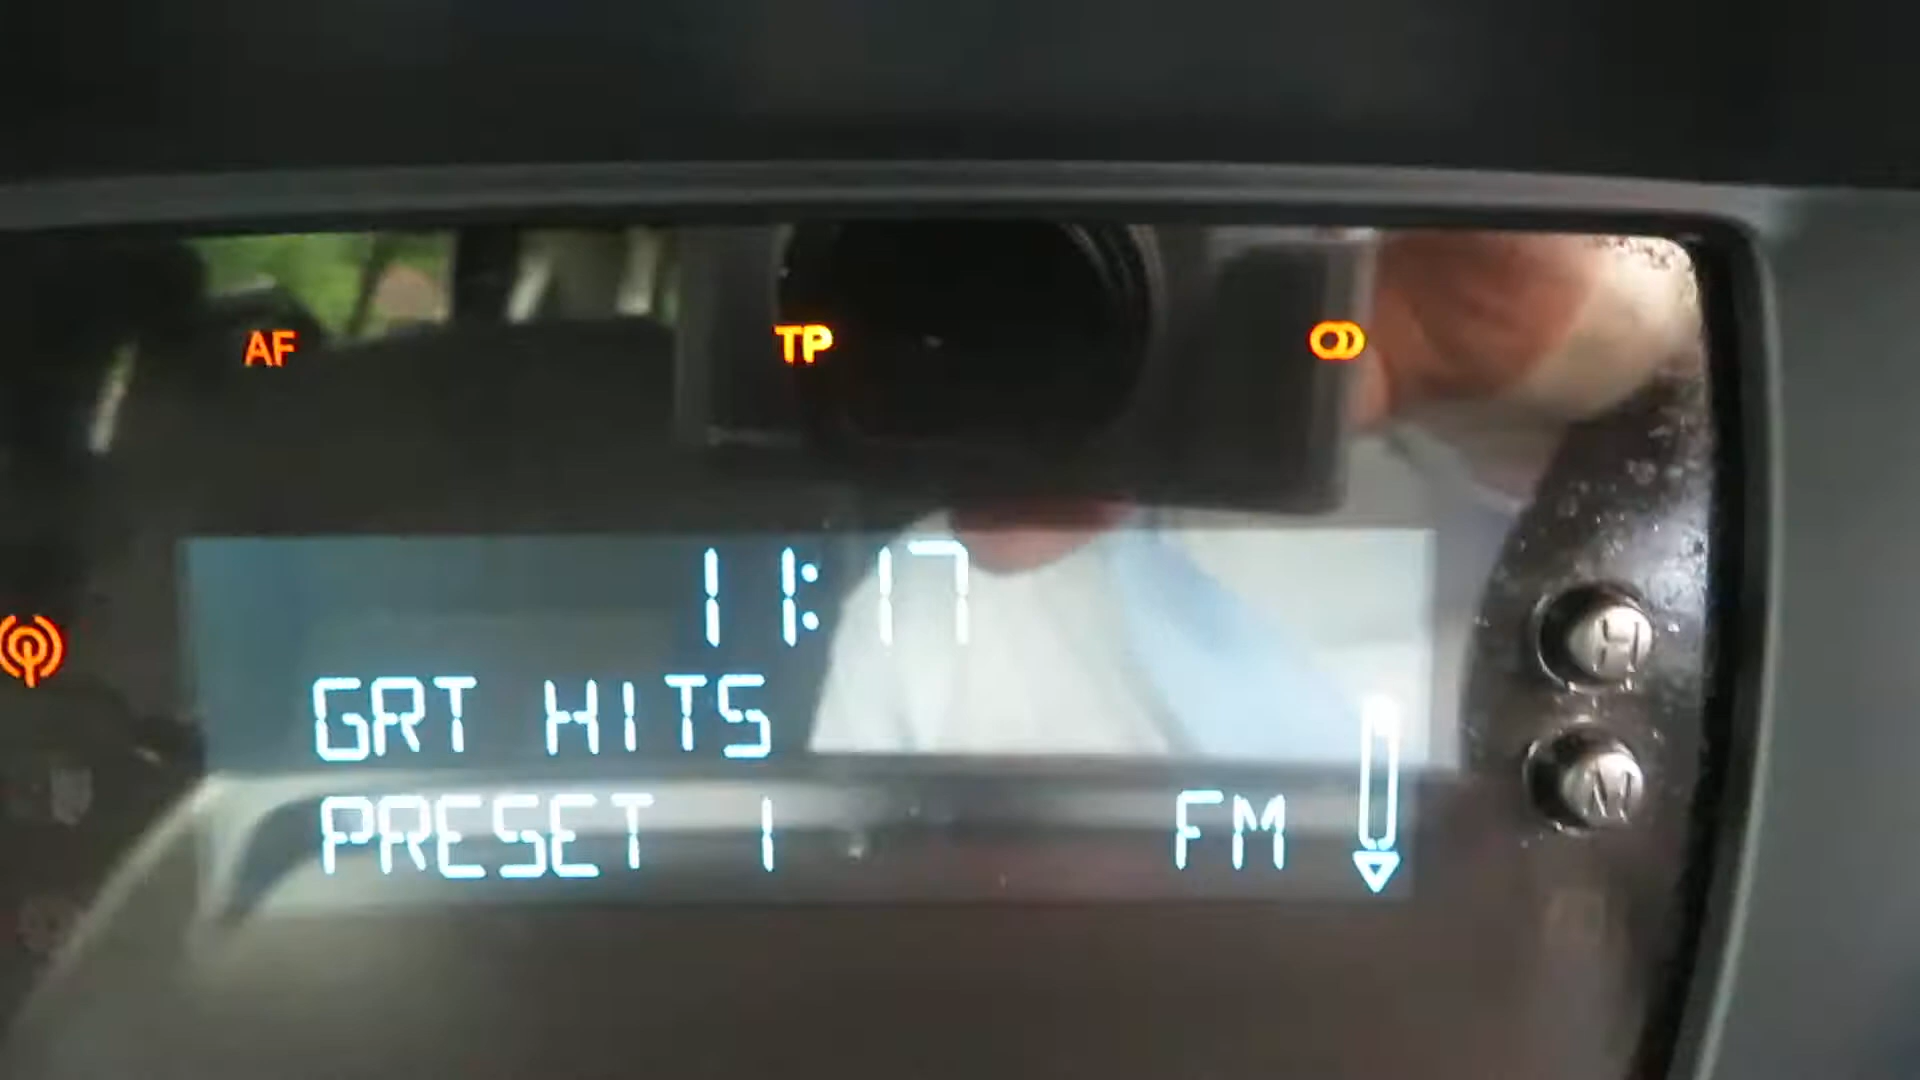 AF TP
11:17
GRT HITS
H
PRESET 1 FM
M